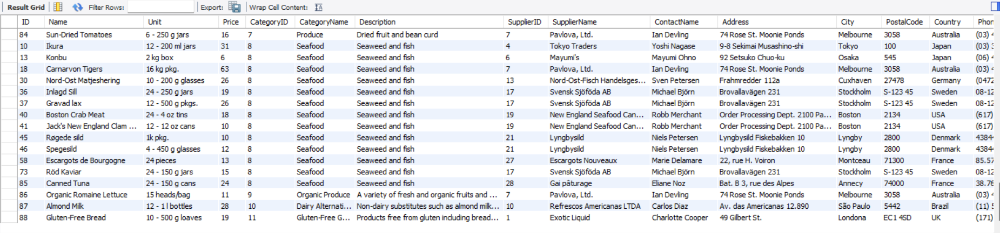 Result Grid Filter Rows: Export: Wrap Cell Content:
ID Name Unit Price CategoryID CategoryName Description SupplierID SupplierName ContactName Address City PostalCode Country Phon
84 Sun-Dried Tomatoes 6 - 250 g jars 16 7 Produce Dried fruit and bean curd 7 Pavlova, Ltd. Ian Devling 74 Rose St. Moonie Ponds Melbourne 3058 Australia (03) 4
10 Ikura 12 - 200 ml jars 31 8 Seafood Seaweed and fish 4 Tokyo Traders Yoshi Nagase 9-8 Sekimai Musashino-shi Tokyo 100 Japan (03) 3
13 Konbu 2 kg box 6 8 Seafood Seaweed and fish 6 Mayumi's Mayumi Ohno 92 Setsuko Chuo-ku Osaka 545 Japan (06) 4
18 Carnarvon Tigers 16 kg pkg. 63 8 Seafood Seaweed and fish 7 Pavlova, Ltd. Ian Devling 74 Rose St. Moonie Ponds Melbourne 3058 Australia (03) 4
30 Nord-Ost Matjeshering 10 - 200 g glasses 26 8 Seafood Seaweed and fish 13 Nord-Ost-Fisch Handelsges... Sven Petersen Frahmredder 112a Cuxhaven 27478 Germany (0472
36 Inlagd Sill 24 - 250 g jars 19 8 Seafood Seaweed and fish 17 Svensk Sjöföda AB Michael Björn Brovallavägen 231 Stockholm S-123 45 Sweden 08-12
37 Gravad lax 12 - 500 g pkgs. 26 8 Seafood Seaweed and fish 17 Svensk Sjöföda AB Michael Björn Brovallavägen 231 Stockholm S-123 45 Sweden 08-12
40 Boston Crab Meat 24 - 4 oz tins 18 8 Seafood Seaweed and fish 19 New England Seafood Can... Robb Merchant Order Processing Dept. 2100 Pa... Boston 2134 USA (617)
41 Jack's New England Clam ... 12 - 12 oz cans 10 8 Seafood Seaweed and fish 19 New England Seafood Can... Robb Merchant Order Processing Dept. 2100 Pa... Boston 2134 USA (617)
45 Røgede sild 1k pkg. 10 8 Seafood Seaweed and fish 21 Lyngbysild Niels Petersen Lyngbysild Fiskebakken 10 Lyngby 2800 Denmark 4384
46 Spegesild 4 - 450 g glasses 12 8 Seafood Seaweed and fish 21 Lyngbysild Niels Petersen Lyngbysild Fiskebakken 10 Lyngby 2800 Denmark 4384
58 Escargots de Bourgogne 24 pieces 13 8 Seafood Seaweed and fish 27 Escargots Nouveaux Marie Delamare 22, rue H. Voiron Montceau 71300 France 85.57
73 Röd Kaviar 24 - 150 g jars 15 8 Seafood Seaweed and fish 17 Svensk Sjöföda AB Michael Björn Brovallavägen 231 Stockholm S-123 45 Sweden 08-12
85 Canned Tuna 24 - 150 g cans 24 8 Seafood Seaweed and fish 28 Gai pâturage Eliane Noz Bat. B 3, rue des Alpes Annecy 74000 France 38.76
86 Organic Romaine Lettuce 15 heads/bag 11 9 Organic Produce A variety of fresh and organic fruits and ... 7 Pavlova, Ltd. Ian Devling 74 Rose St. Moonie Ponds Melbourne 3058 Australia (03) 4
87 Almond Milk 12 - 1 l bottles 28 10 Dairy Alternati... Non-dairy substitutes such as almond milk... 10 Refrescos Americanas LTDA Carlos Diaz Av. das Americanas 12.890 São Paulo 5442 Brazil (11) 5
88 Gluten-Free Bread 10 - 500 g loaves 19 11 Gluten-Free G... Products free from gluten including bread... 1 Exotic Liquid Charlotte Cooper 49 Gilbert St. Londona EC1 4SD UK (171)